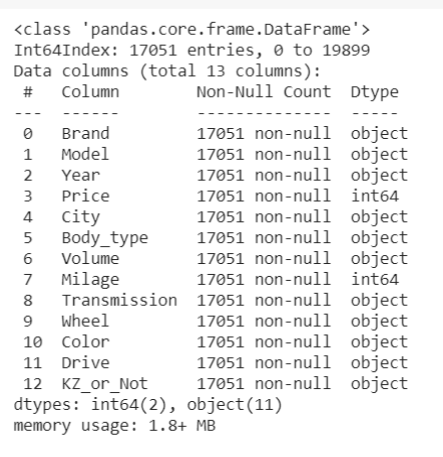 <class 'pandas.core.frame.DataFrame'>
Int64Index: 17051 entries, 0 to 19899
Data columns (total 13 columns):
 #   Column        Non-Null Count  Dtype
---  ------        --------------  -----
 0   Brand         17051 non-null  object
 1   Model         17051 non-null  object
 2   Year          17051 non-null  object
 3   Price         17051 non-null  int64
 4   City          17051 non-null  object
 5   Body_type     17051 non-null  object
 6   Volume        17051 non-null  object
 7   Milage        17051 non-null  int64
 8   Transmission  17051 non-null  object
 9   Wheel         17051 non-null  object
 10  Color         17051 non-null  object
 11  Drive         17051 non-null  object
 12  KZ_or_Not     17051 non-null  object
dtypes: int64(2), object(11)
memory usage: 1.8+ MB